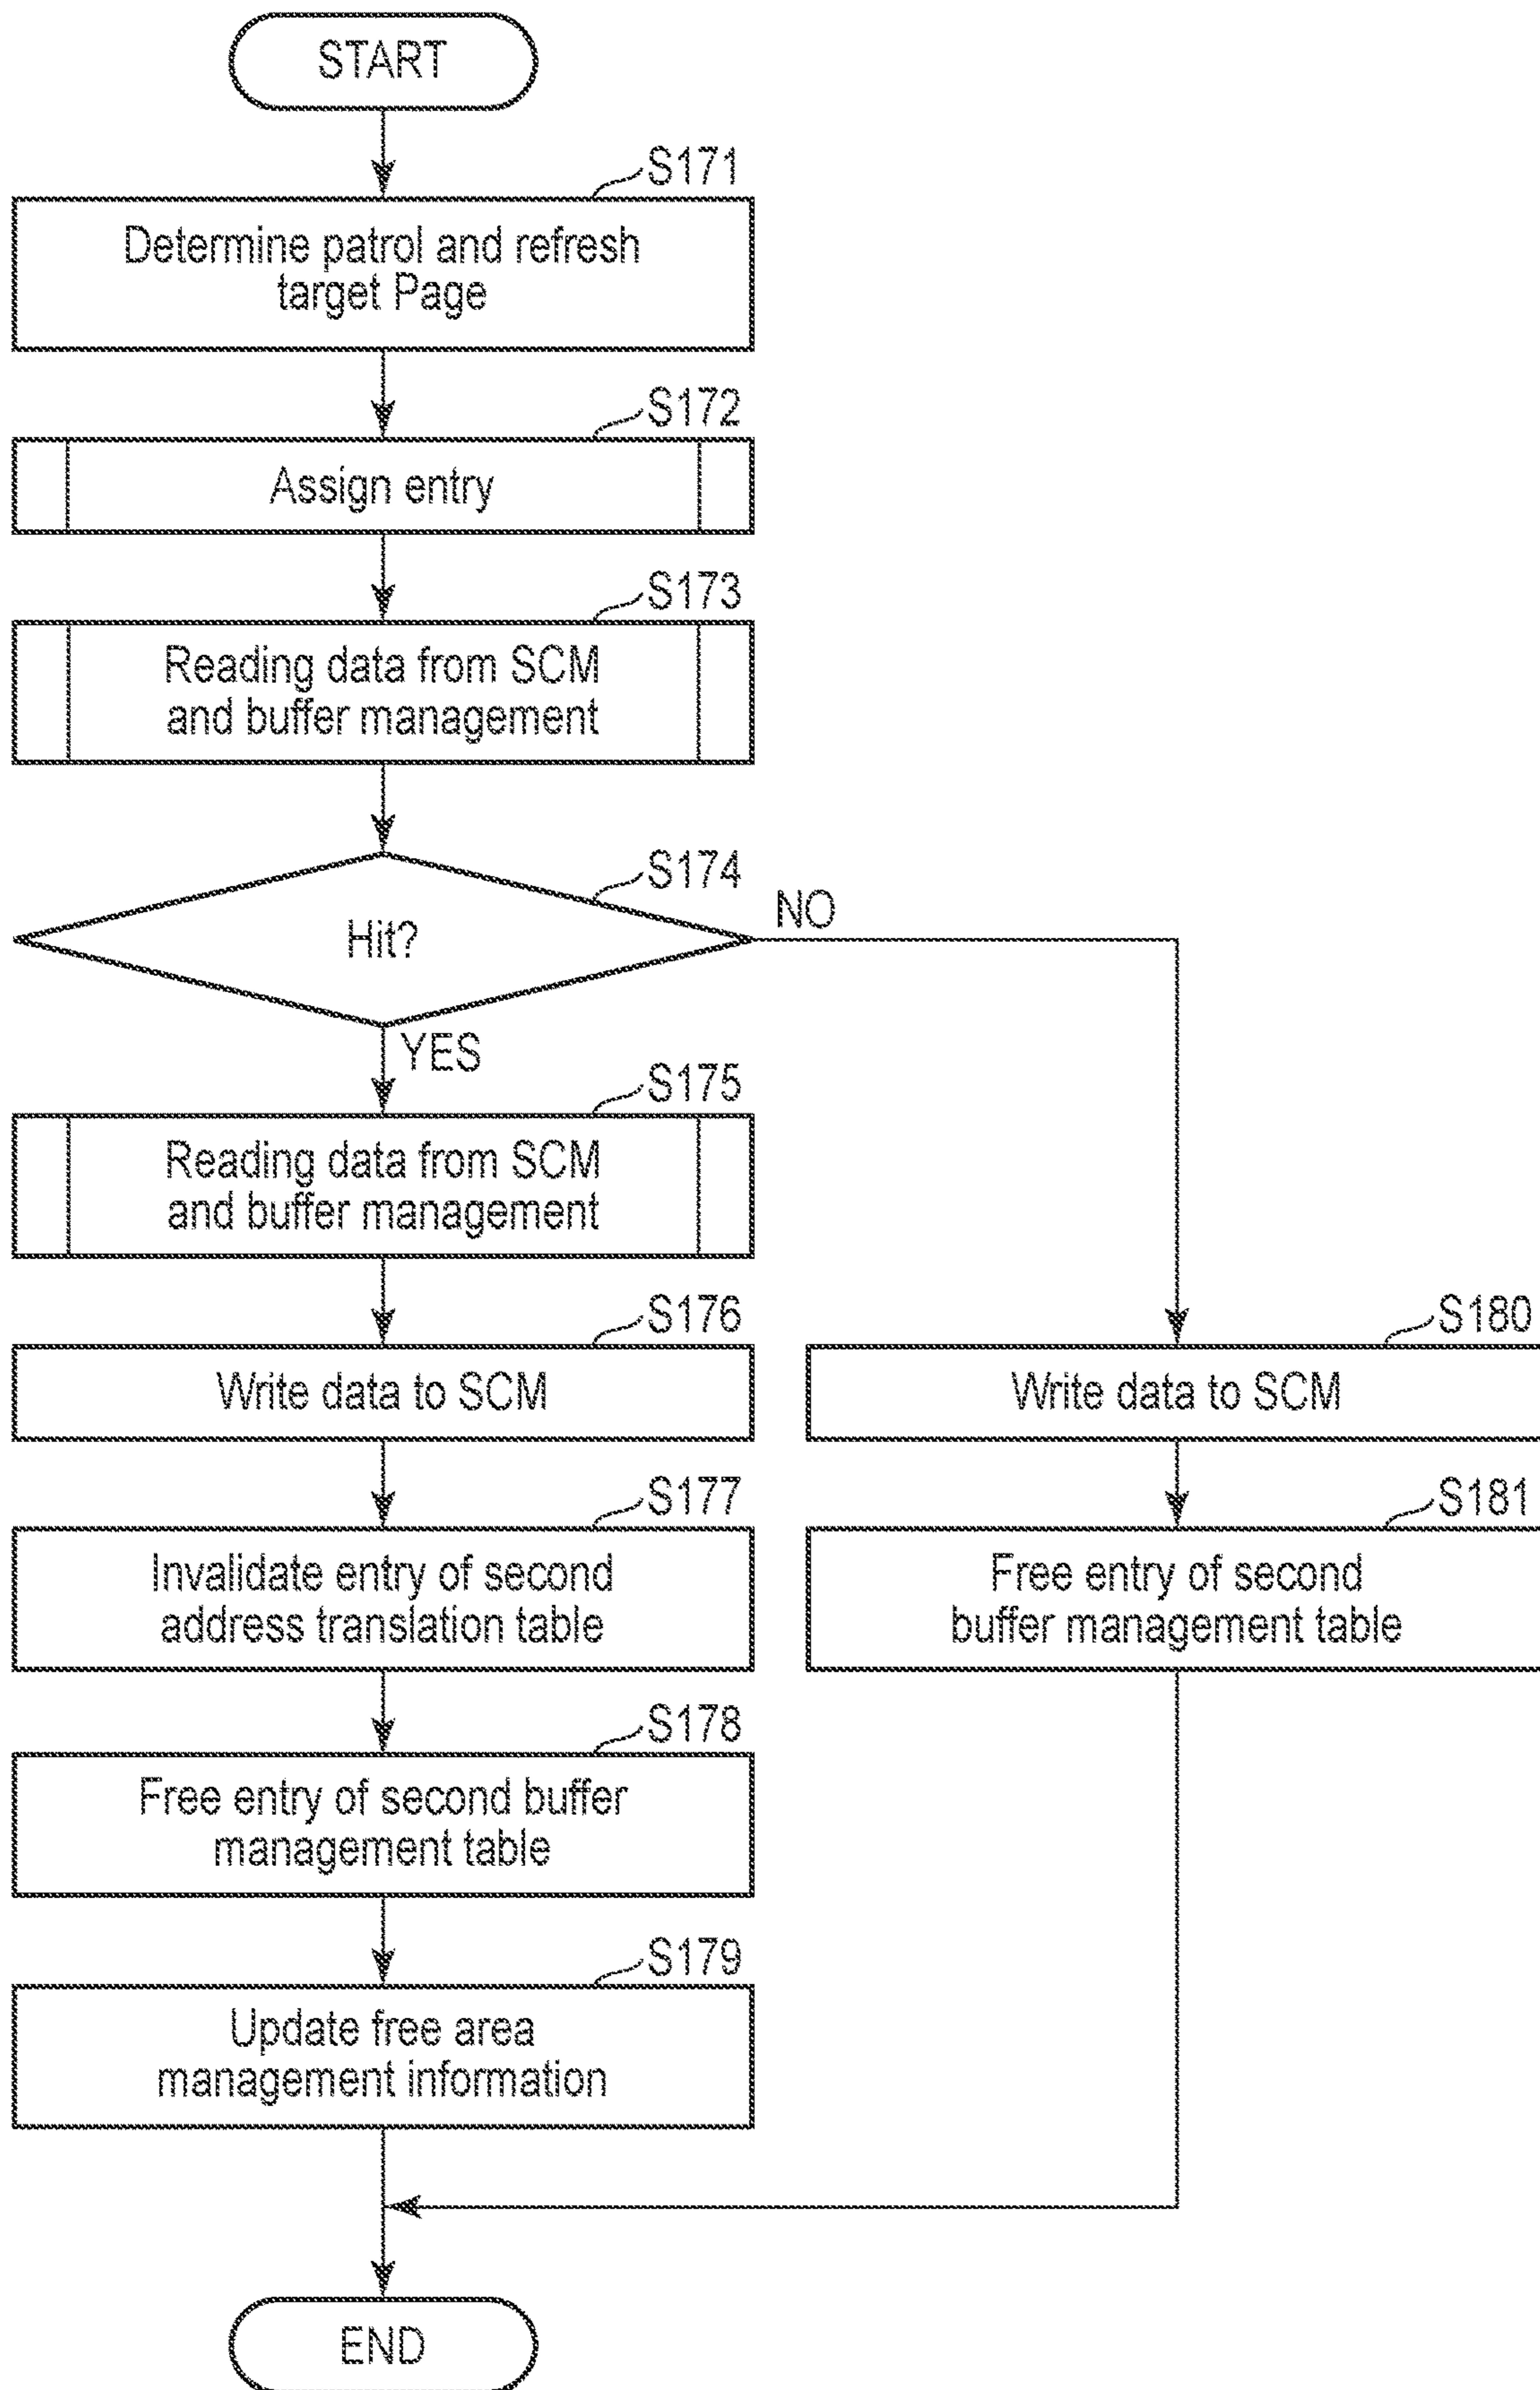 START
S171
Determine patrol and refresh
target Page
S172
Assign entry
S173
Reading data from SCM
and buffer management
S174
Hit?
NO
YES
S175
Reading data from SCM
and buffer management
S176
Write data to SCM
S180
Write data to SCM
S177
Invalidate entry of second
address translation table
S181
Free entry of second
buffer management table
S178
Free entry of second buffer
management table
S179
Update free area
management information
END